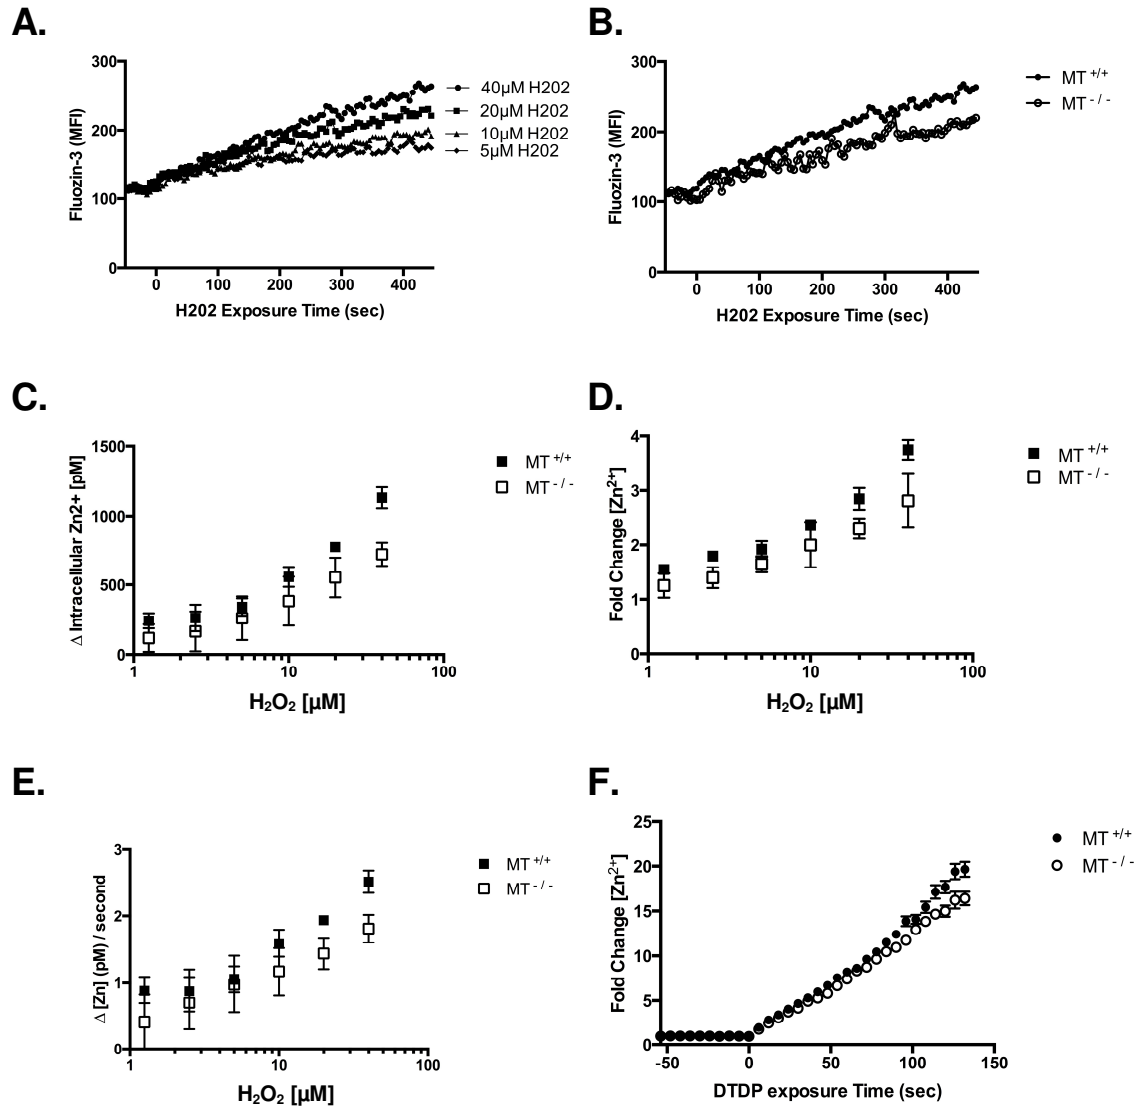 A.
300
200
100
0
Fluozin-3 (MFI)
0 100 200 300 400
H202 Exposure Time (sec)
40µM H202
20µM H202
10µM H202
5µM H202
B.
300
200
100
0
Fluozin-3 (MFI)
0 100 200 300 400
H202 Exposure Time (sec)
MT +/+
MT - / -
C.
1500
1000
500
0
Δ Intracellular Zn2+ [pM]
1 10 100
H₂O₂ [µM]
MT +/+
MT - / -
D.
4
3
2
1
0
Fold Change [Zn²⁺]
1 10 100
H₂O₂ [µM]
MT +/+
MT - / -
E.
3
2
1
0
Δ [Zn] (pM) / second
1 10 100
H₂O₂ [µM]
MT +/+
MT - / -
F.
25
20
15
10
5
0
Fold Change [Zn²⁺]
-50 0 50 100 150
DTDP exposure Time (sec)
MT +/+
MT - / -